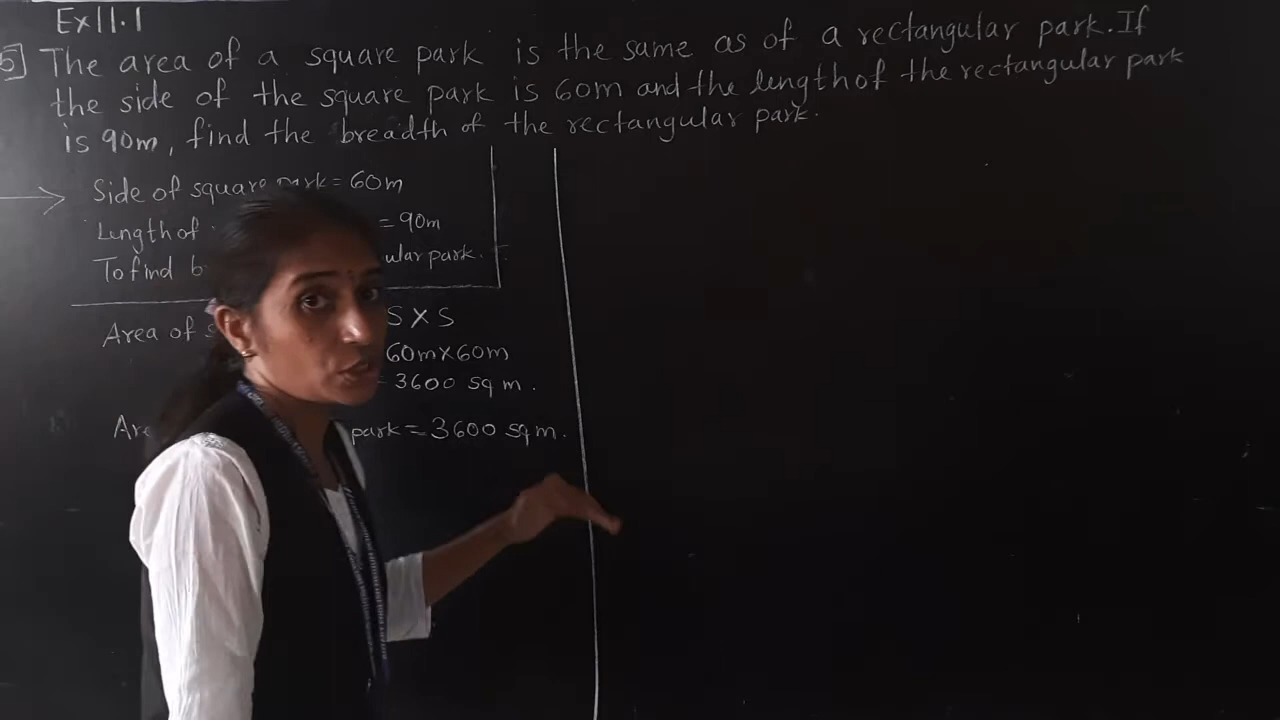 Ex 11.1
5] The area of a square park is the same as of a rectangular park. If
the side of the square park is 60m and the length of the rectangular park
is 90m, find the breadth of the rectangular park.
Side of square park = 60m
Length of = 90m
To find b ular park.
Area of s S X S
60m X 60m
= 3600 sq m.
Are park = 3600 sq m.